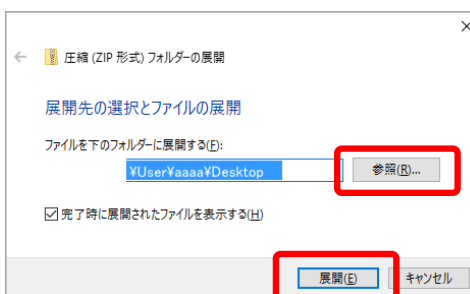 圧縮 (ZIP 形式) フォルダーの展開
展開先の選択とファイルの展開
ファイルを下のフォルダーに展開する(F):
¥User¥aaaa¥Desktop
参照(R)...
完了時に展開されたファイルを表示する(H)
展開(E)
キャンセル